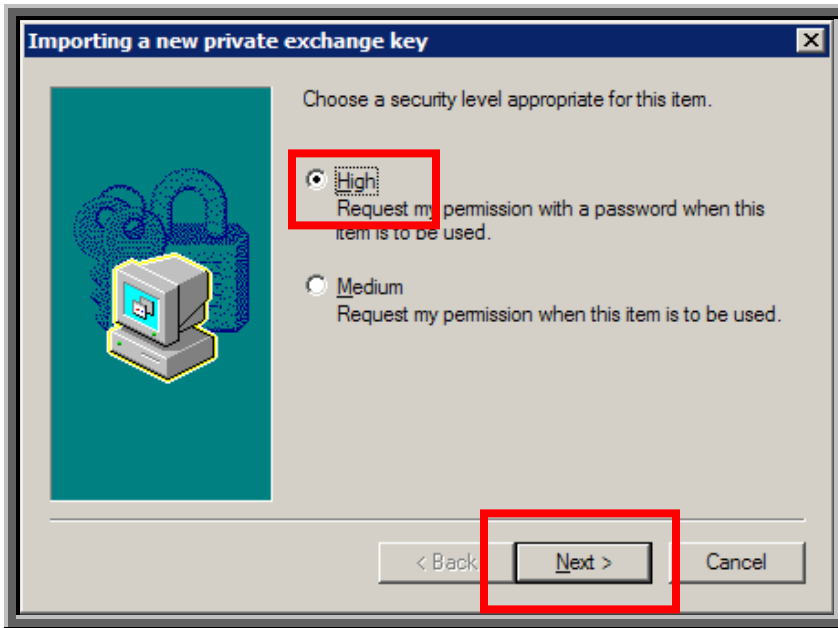 Importing a new private exchange key
Choose a security level appropriate for this item.
High
Request my permission with a password when this
item is to be used.
Medium
Request my permission when this item is to be used.
< Back
Next >
Cancel